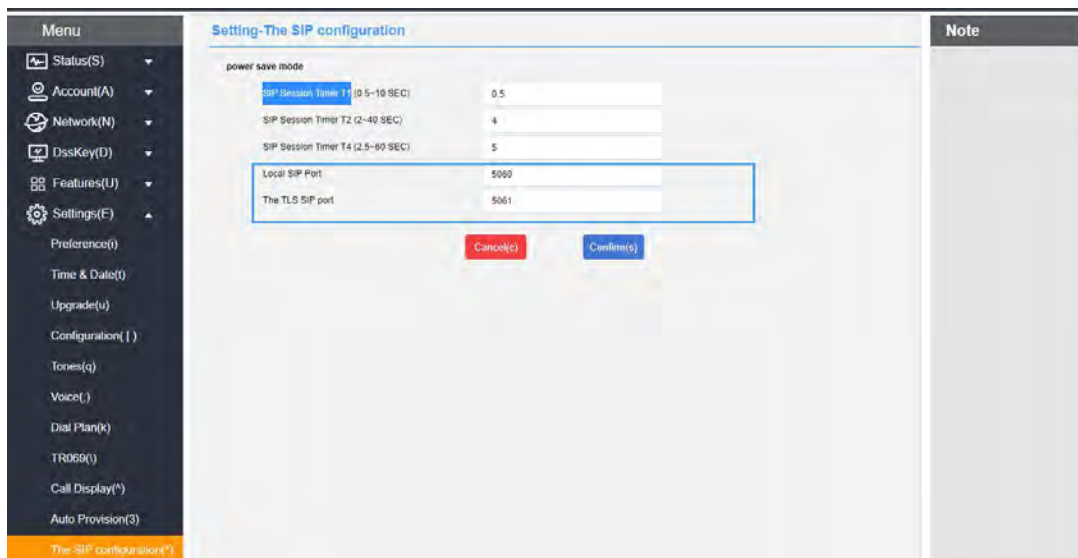 Menu
Status(S)
Account(A)
Network(N)
DssKey(D)
Features(U)
Settings(E)
Preference(i)
Time & Date(t)
Upgrade(u)
Configuration( [ )
Tones(q)
Voice(;)
Dial Plan(k)
TR069(\)
Call Display(^)
Auto Provision(3)
The SIP configuration(*)
Setting-The SIP configuration
power save mode
SIP Session Timer T1 (0.5~10 SEC) 0.5
SIP Session Timer T2 (2~40 SEC) 4
SIP Session Timer T4 (2.5~60 SEC) 5
Local SIP Port 5060
The TLS SIP port 5061
Cancel(c) Confirm(s)
Note